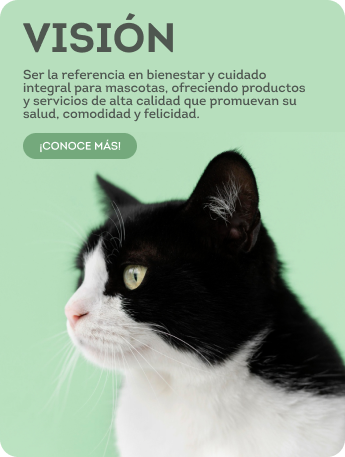 VISIÓN
Ser la referencia en bienestar y cuidado
integral para mascotas, ofreciendo productos
y servicios de alta calidad que promuevan su
salud, comodidad y felicidad.
¡CONOCE MÁS!